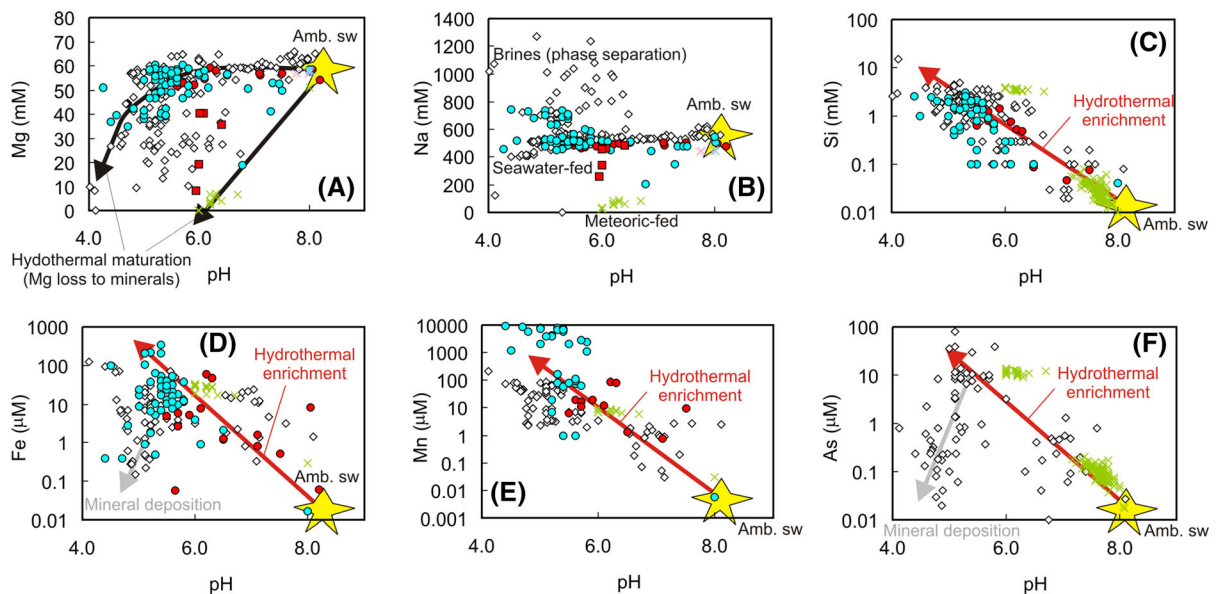 80
70
60
50
40
30
20
10
0
Mg (mM)
Amb. sw
(A)
4.0
6.0
8.0
Hydothermal maturation
(Mg loss to minerals)
pH
1400
1200
1000
800
600
400
200
0
Na (mM)
Brines (phase separation)
Amb. sw
(B)
Seawater-fed
Meteoric-fed
4.0
6.0
8.0
pH
100
10
1
0.1
0.01
Si (mM)
(C)
Hydrothermal
enrichment
Amb. sw
4.0
6.0
8.0
pH
1000
100
10
1
0.1
0.01
Fe (µM)
(D)
Hydrothermal
enrichment
Amb. sw
Mineral deposition
4.0
6.0
8.0
pH
10000
1000
100
10
1
0.1
0.01
0.001
Mn (µM)
Hydrothermal
enrichment
(E)
Amb. sw
4.0
6.0
8.0
pH
100
10
1
0.1
0.01
As (µM)
(F)
Hydrothermal
enrichment
Amb. sw
Mineral deposition
4.0
6.0
8.0
pH